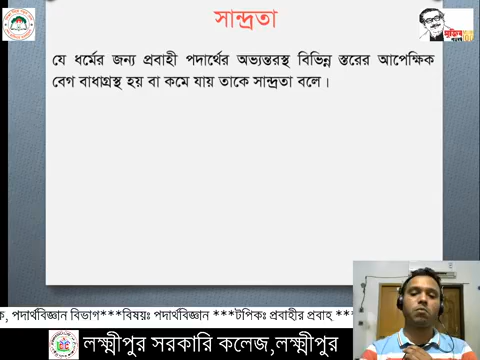 সান্দ্রতা
যে ধর্মের জন্য প্রবাহী পদার্থের অভ্যন্তরস্থ বিভিন্ন স্তরের আপেক্ষিক
বেগ বাধাগ্রস্থ হয় বা কমে যায় তাকে সান্দ্রতা বলে।
পদার্থবিজ্ঞান বিভাগ***বিষয়ঃ পদার্থবিজ্ঞান ***টপিকঃ প্রবাহীর প্রবাহ ***
লক্ষ্মীপুর সরকারি কলেজ,লক্ষ্মীপুর